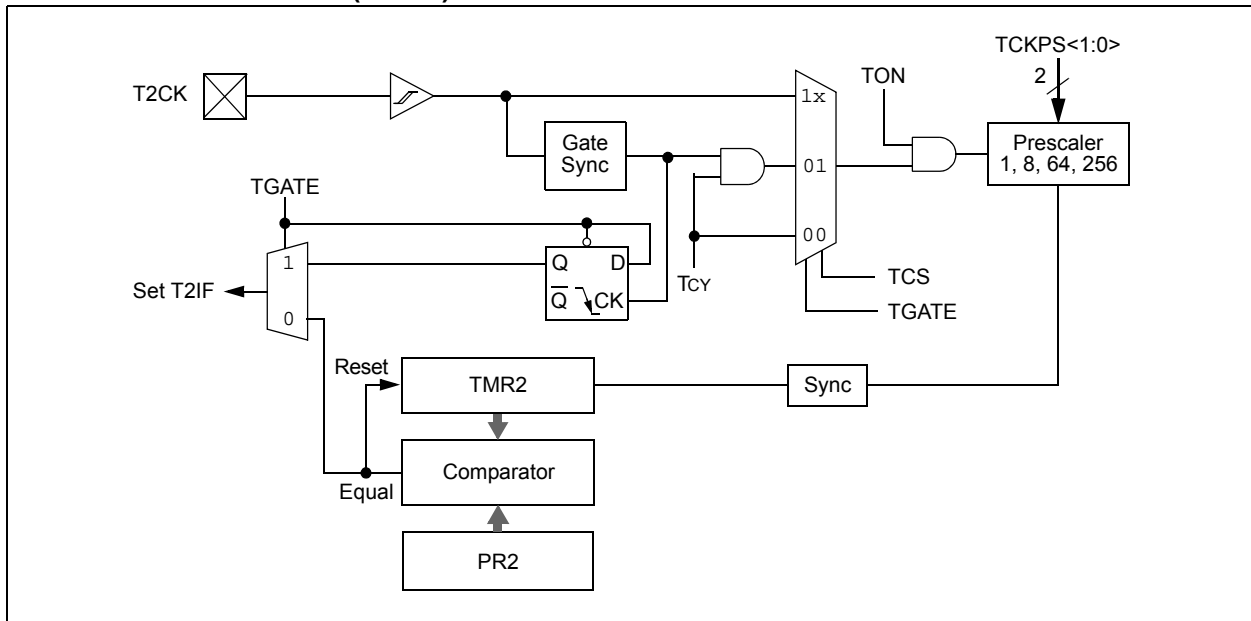 TCKPS<1:0>
2
TON
T2CK
1x
Gate
Sync
Prescaler
1, 8, 64, 256
01
TGATE
00
1
Q
D
TCY
TCS
Set T2IF
Q
CK
TGATE
0
Reset
TMR2
Sync
Comparator
Equal
PR2